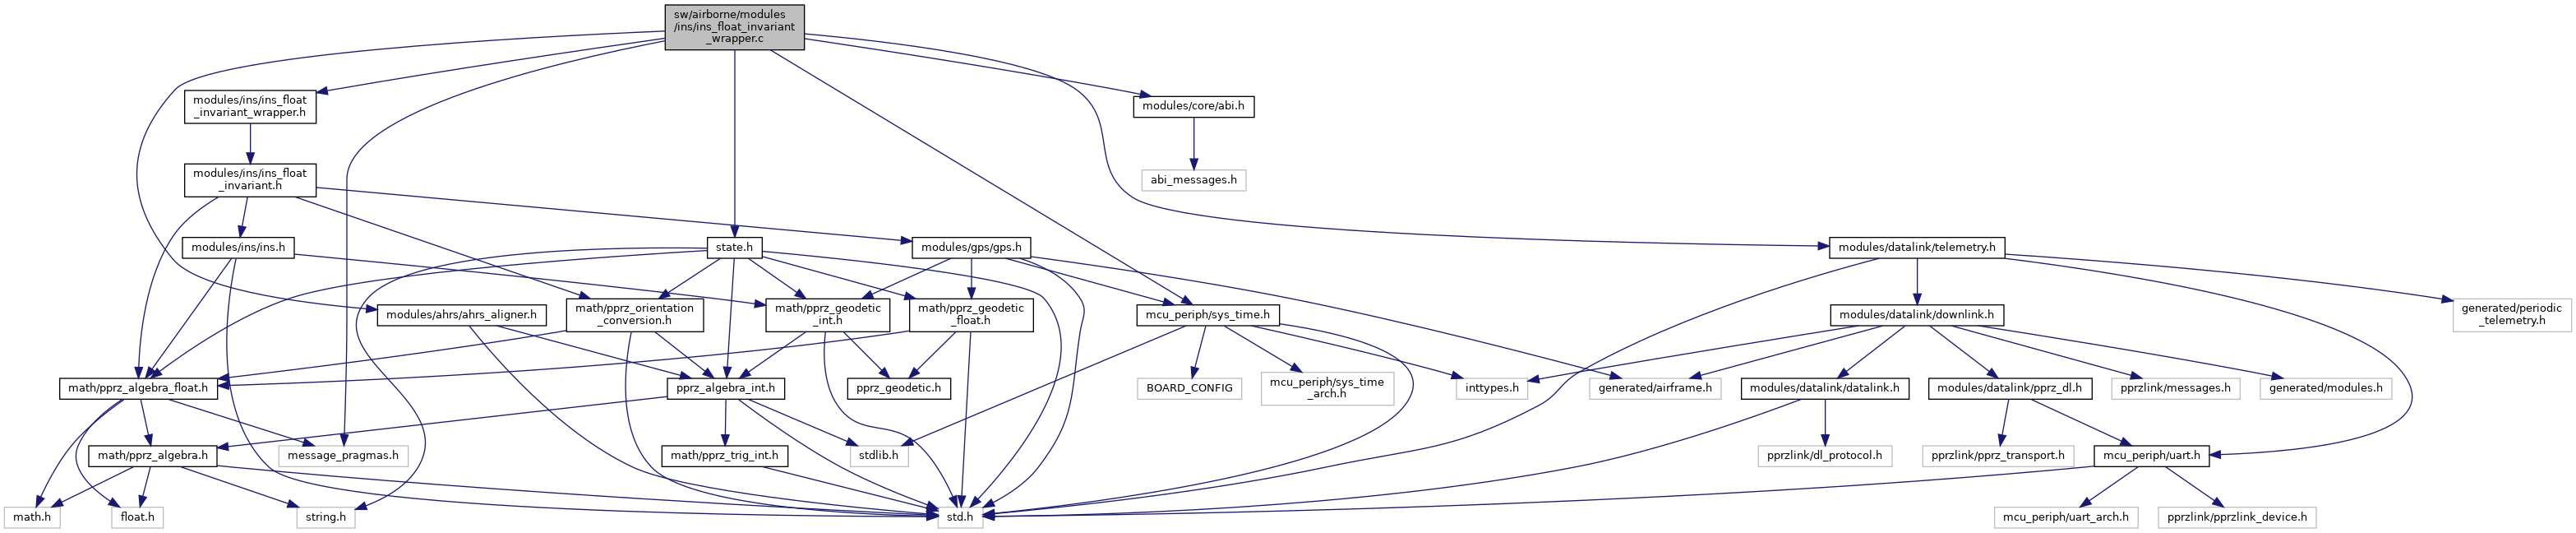 sw/airborne/modules
/ins/ins_float_invariant
_wrapper.c
modules/ins/ins_float
_invariant_wrapper.h
modules/core/abi.h
modules/ins/ins_float
_invariant.h
abi_messages.h
modules/ins/ins.h
state.h
modules/gps/gps.h
modules/datalink/telemetry.h
modules/ahrs/ahrs_aligner.h
math/pprz_orientation
_conversion.h
math/pprz_geodetic
_int.h
math/pprz_geodetic
_float.h
mcu_periph/sys_time.h
modules/datalink/downlink.h
generated/periodic
_telemetry.h
math/pprz_algebra_float.h
pprz_algebra_int.h
pprz_geodetic.h
BOARD_CONFIG
mcu_periph/sys_time
_arch.h
inttypes.h
generated/airframe.h
modules/datalink/datalink.h
modules/datalink/pprz_dl.h
pprzlink/messages.h
generated/modules.h
math/pprz_algebra.h
message_pragmas.h
math/pprz_trig_int.h
stdlib.h
pprzlink/dl_protocol.h
pprzlink/pprz_transport.h
mcu_periph/uart.h
math.h
float.h
string.h
std.h
mcu_periph/uart_arch.h
pprzlink/pprzlink_device.h